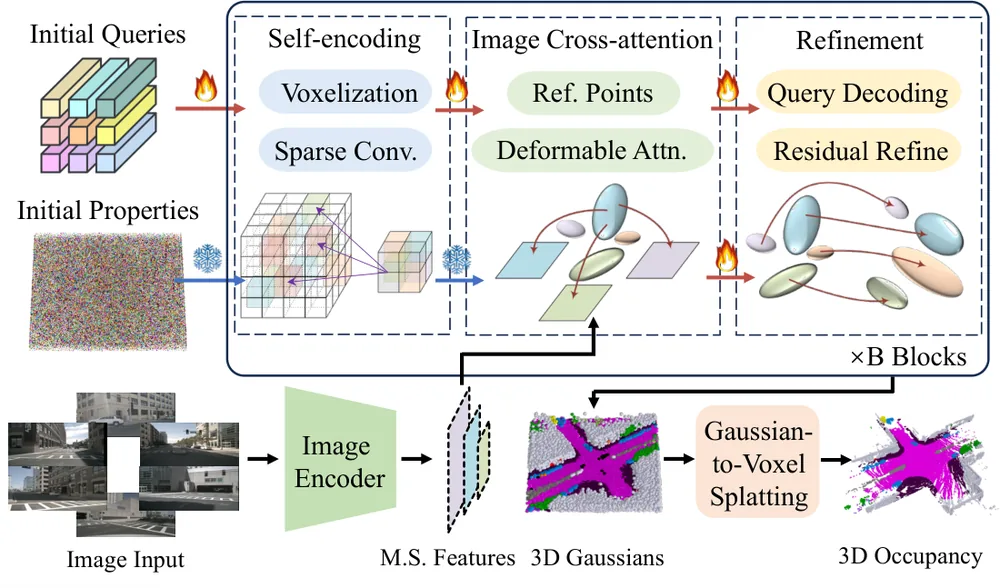 Initial Queries
Self-encoding
Image Cross-attention
Refinement
Voxelization
Ref. Points
Query Decoding
Sparse Conv.
Deformable Attn.
Residual Refine
Initial Properties
×B Blocks
Image
Encoder
Gaussian-
to-Voxel
Splatting
Image Input
M.S. Features
3D Gaussians
3D Occupancy